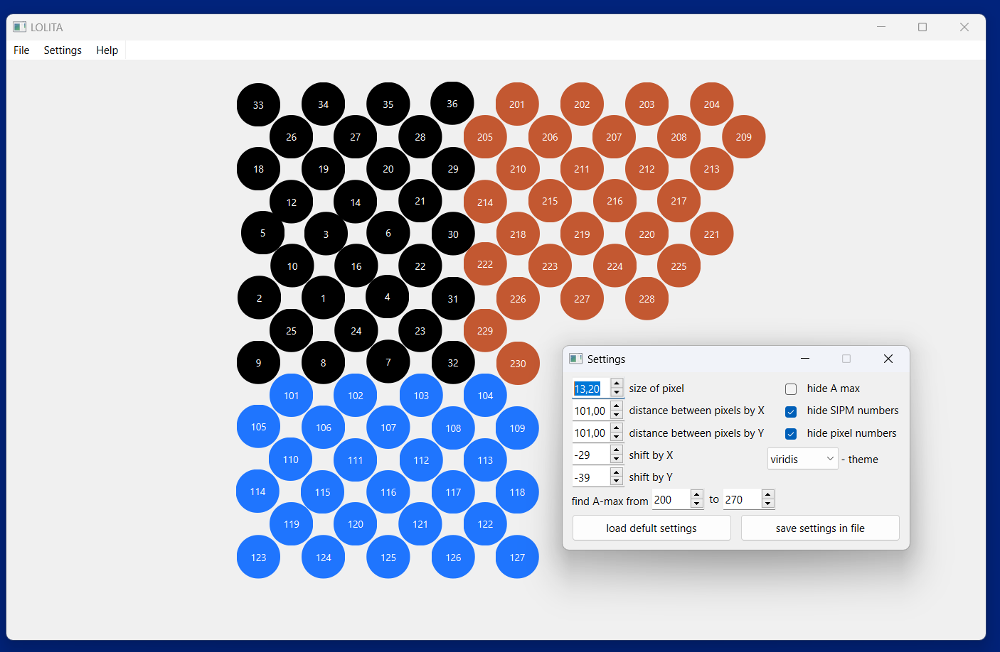 LOLITA
File Settings Help
33 34 35 36 201 202 203 204
26 27 28 205 206 207 208 209
18 19 20 29 210 211 212 213
12 14 21 214 215 216 217
5 3 6 30 218 219 220 221
10 16 22 222 223 224 225
2 1 4 31 226 227 228
25 24 23 229
9 8 7 32 230
101 102 103 104
105 106 107 108 109
110 111 112 113
114 115 116 117 118
119 120 121 122
123 124 125 126 127
Settings
13,20 size of pixel hide A max
101,00 distance between pixels by X hide SIPM numbers
101,00 distance between pixels by Y hide pixel numbers
-29 shift by X viridis - theme
-39 shift by Y
find A-max from 200 to 270
load defult settings save settings in file